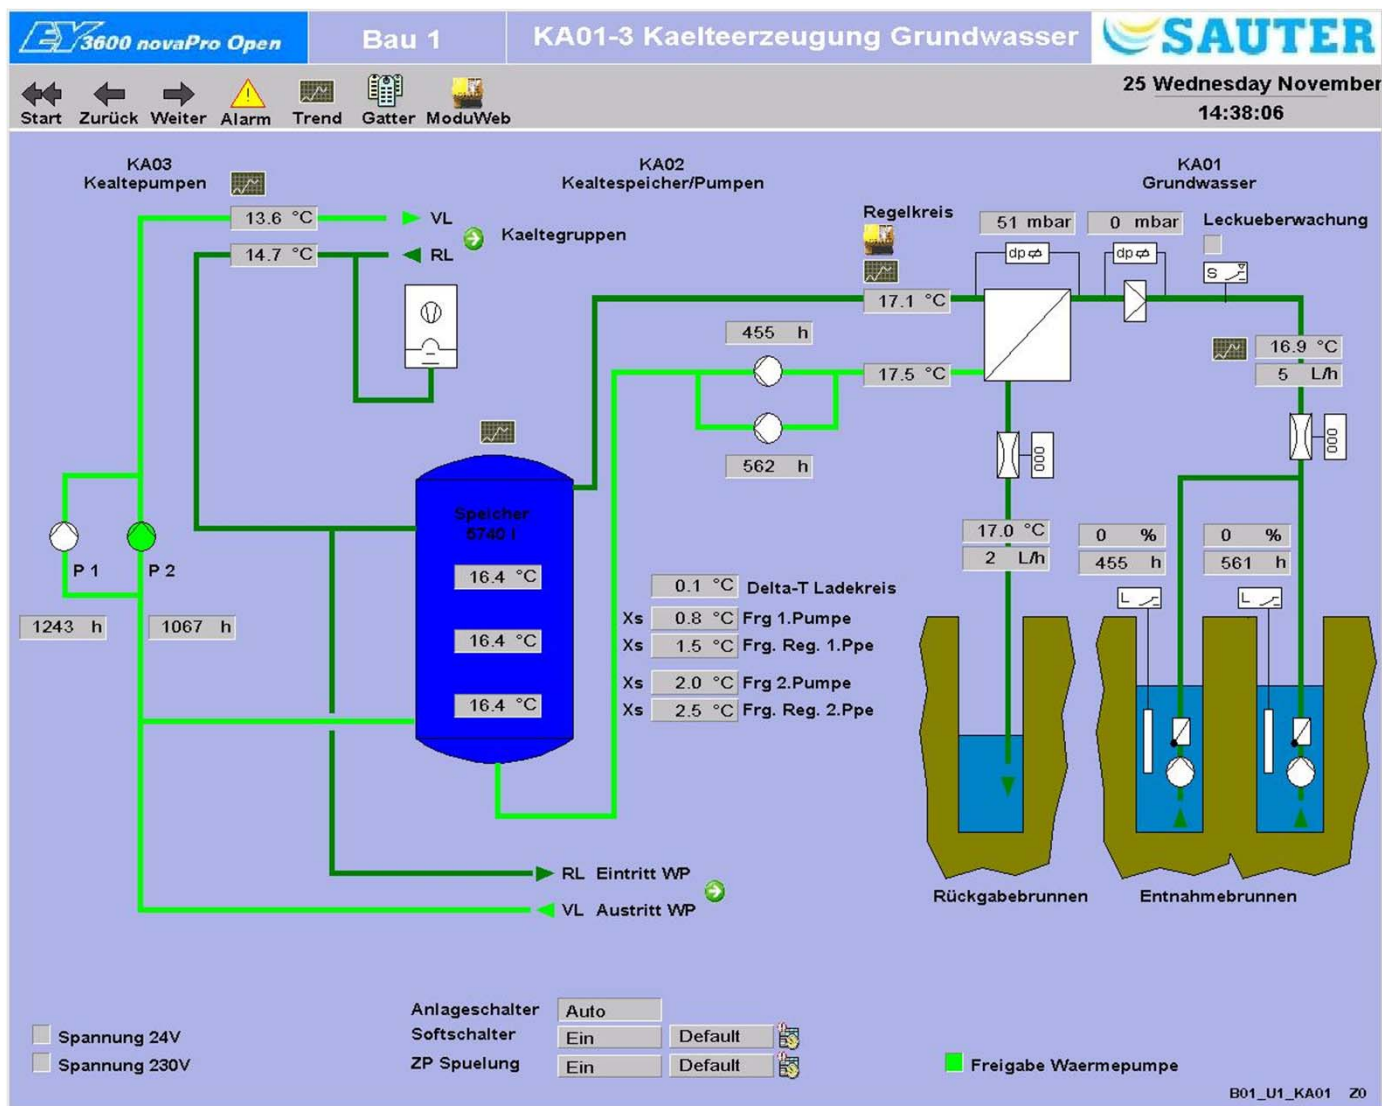 EY 3600 novaPro Open
Bau 1
KA01-3 Kaelteerzeugung Grundwasser
SAUTER
Start Zurück Weiter Alarm Trend Gatter ModuWeb
25 Wednesday November
14:38:06
KA03
Kealtepumpen
KA02
Kealtespeicher/Pumpen
KA01
Grundwasser
13.6 °C
VL
14.7 °C
RL
Kaeltegruppen
Regelkreis
51 mbar
0 mbar
Leckueberwachung
dp
dp
S
17.1 °C
455 h
17.5 °C
562 h
16.9 °C
5 L/h
000
000
Speicher
5740 l
16.4 °C
16.4 °C
16.4 °C
P 1
P 2
1243 h
1067 h
0.1 °C Delta-T Ladekreis
Xs 0.8 °C Frg 1.Pumpe
Xs 1.5 °C Frg. Reg. 1.Ppe
Xs 2.0 °C Frg 2.Pumpe
Xs 2.5 °C Frg. Reg. 2.Ppe
17.0 °C
2 L/h
0 %
455 h
0 %
561 h
L
L
RL Eintritt WP
VL Austritt WP
Rückgabebrunnen
Entnahmebrunnen
Spannung 24V
Spannung 230V
Anlageschalter Auto
Softschalter Ein Default
ZP Spuelung Ein Default
Freigabe Waermepumpe
B01_U1_KA01 Z0